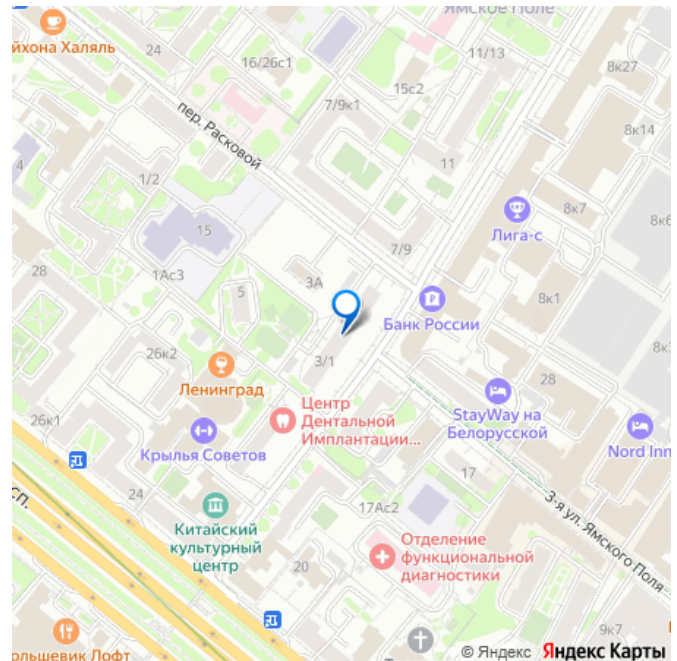 Ямское Поле
йхона Халяль
24
16/26с1
11/13
8к27
15с2
7/9к1
пер. Расковой
8к14
4
1/2
11
8к7
8к6
Лига-с
15
7/9
28
1Ас3
3А
5
Банк России
8к1
26к2
3/1
28
8к
Ленинград
Центр
Дентальной
Имплантации...
StayWay на
Белорусской
26к1
Крылья Советов
Nord Inn
17
СП.
24
17Ас2
3-я ул. Ямского Поля
Китайский
культурный
центр
Отделение
функциональной
диагностики
20
9к7
ольшевик Лофт
© Яндекс Яндекс Карты